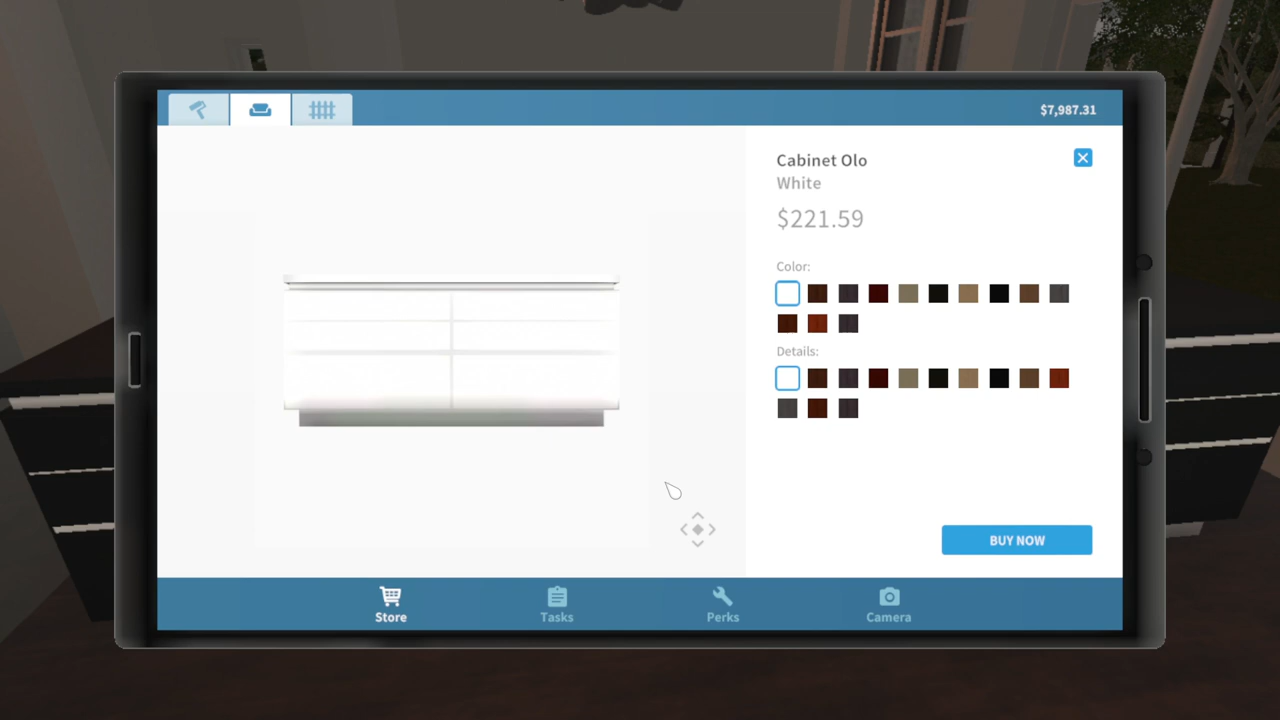 $7,987.31
Cabinet Olo
White
$221.59
Color:
Details:
BUY NOW
Store
Tasks
Perks
Camera